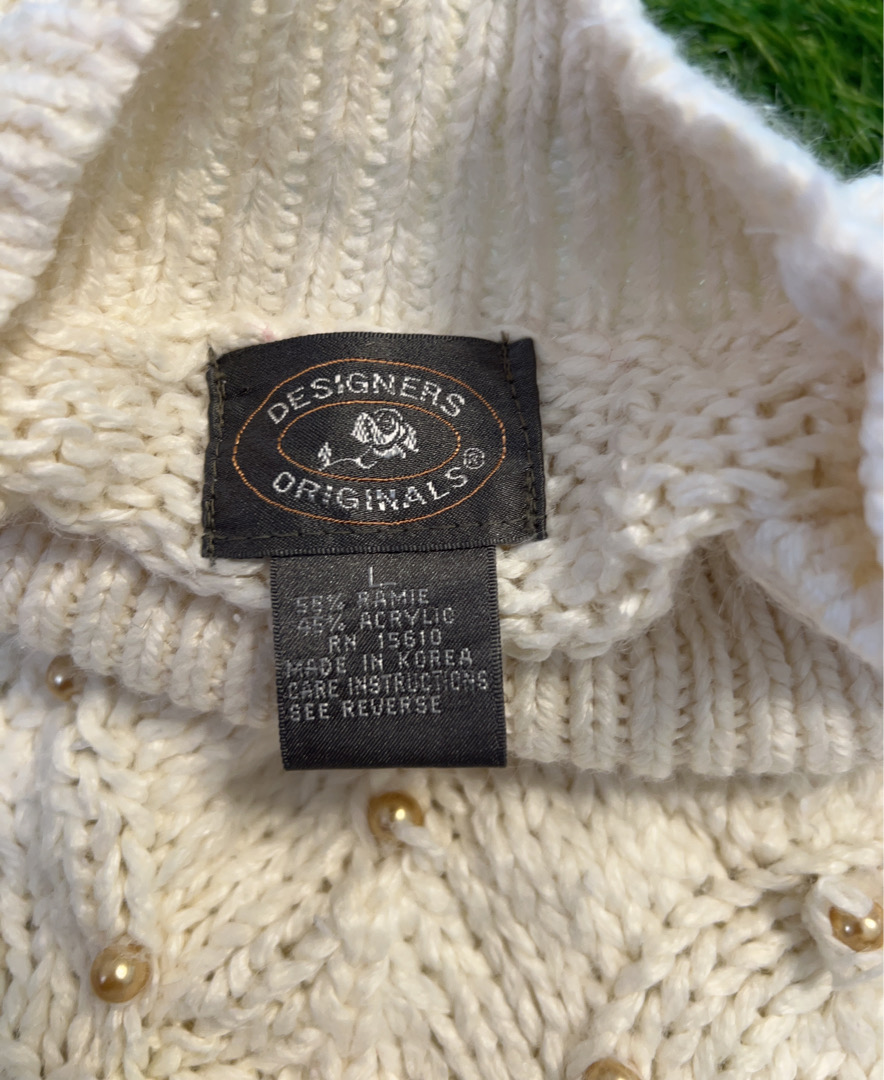 DESIGNERS
ORIGINALS®
L
55% RAMIE
45% ACRYLIC
RN 15610
MADE IN KOREA
CARE INSTRUCTIONS
SEE REVERSE